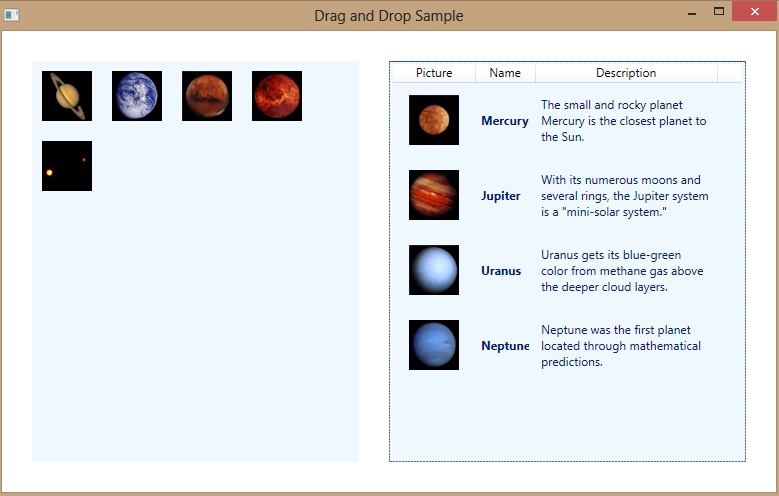 Drag and Drop Sample
Picture Name Description
Mercury
The small and rocky planet
Mercury is the closest planet to
the Sun.
Jupiter
With its numerous moons and
several rings, the Jupiter system
is a "mini-solar system."
Uranus
Uranus gets its blue-green
color from methane gas above
the deeper cloud layers.
Neptune
Neptune was the first planet
located through mathematical
predictions.